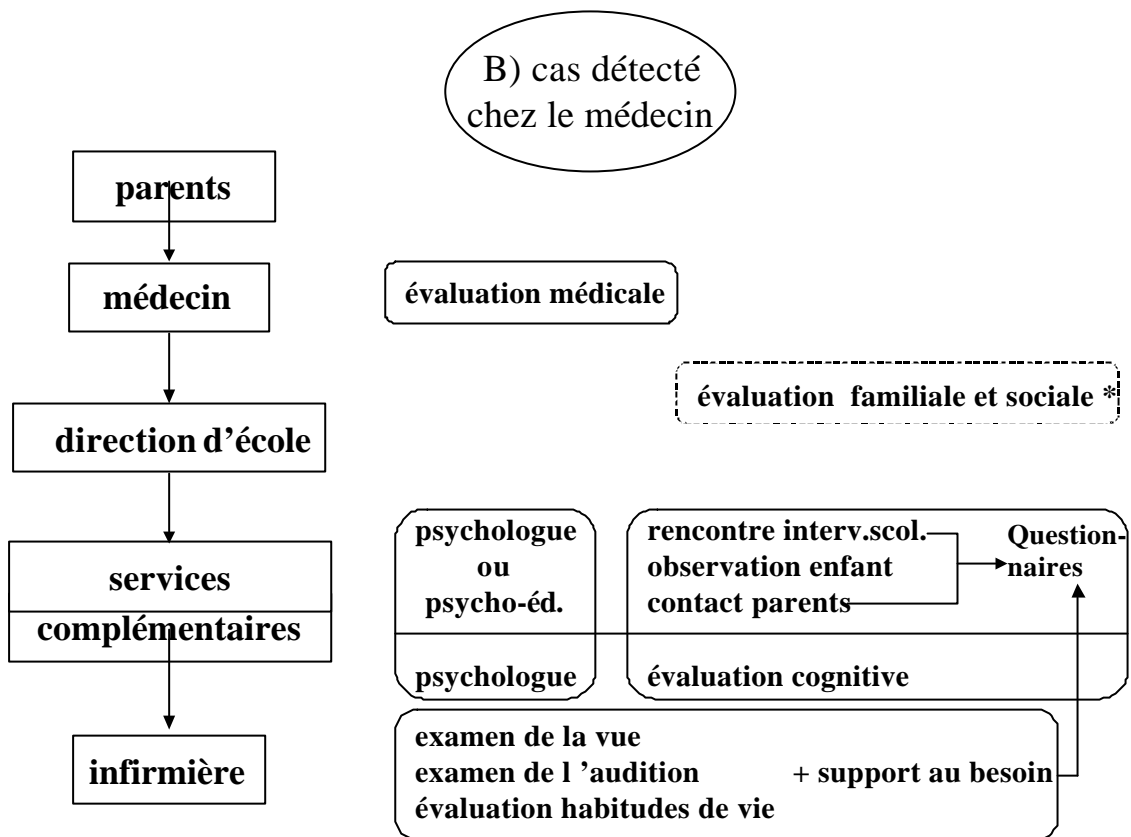 B) cas détecté
chez le médecin
parents
médecin
évaluation médicale
évaluation familiale et sociale *
direction d'école
services
complémentaires
psychologue
ou
psycho-éd.
rencontre interv.scol.
observation enfant
contact parents
Question-
naires
psychologue
évaluation cognitive
infirmière
examen de la vue
examen de l 'audition + support au besoin
évaluation habitudes de vie